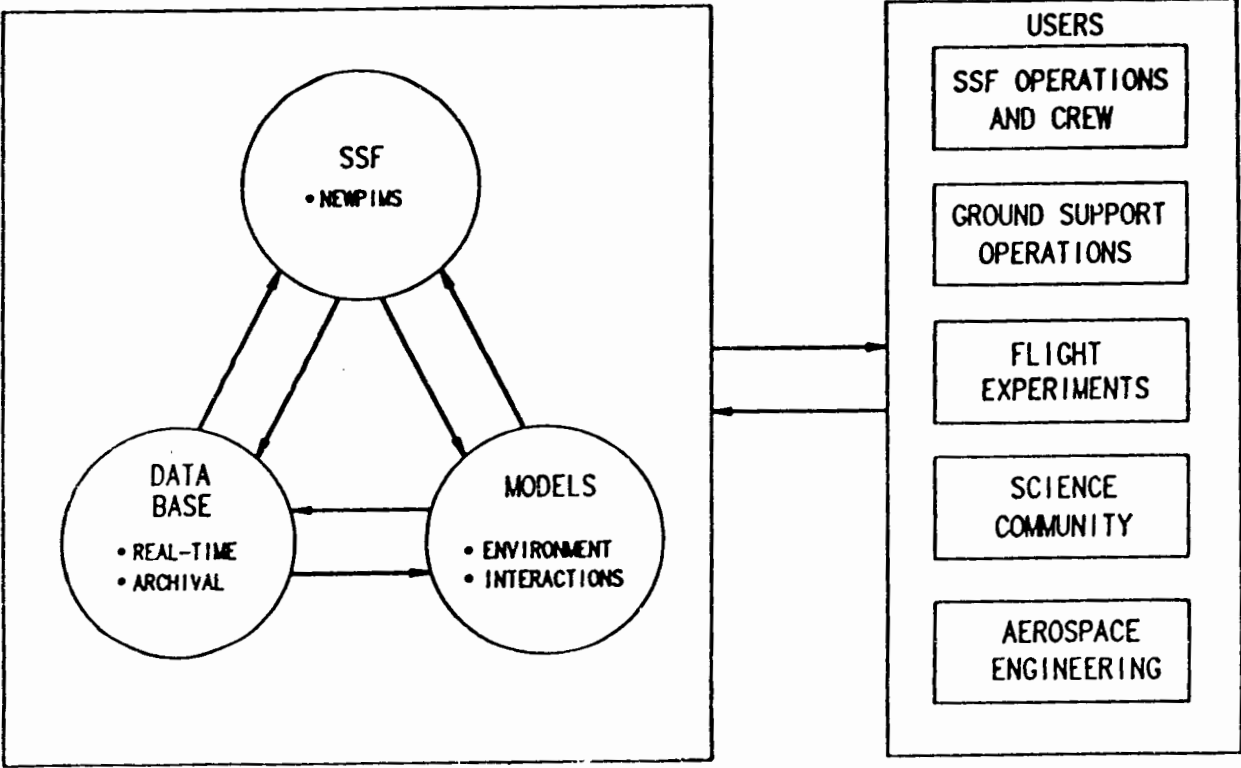 SSF
• NEWPIMS
DATA
BASE
• REAL-TIME
• ARCHIVAL
MODELS
• ENVIRONMENT
• INTERACTIONS
USERS
SSF OPERATIONS
AND CREW
GROUND SUPPORT
OPERATIONS
FLIGHT
EXPERIMENTS
SCIENCE
COMMUNITY
AEROSPACE
ENGINEERING